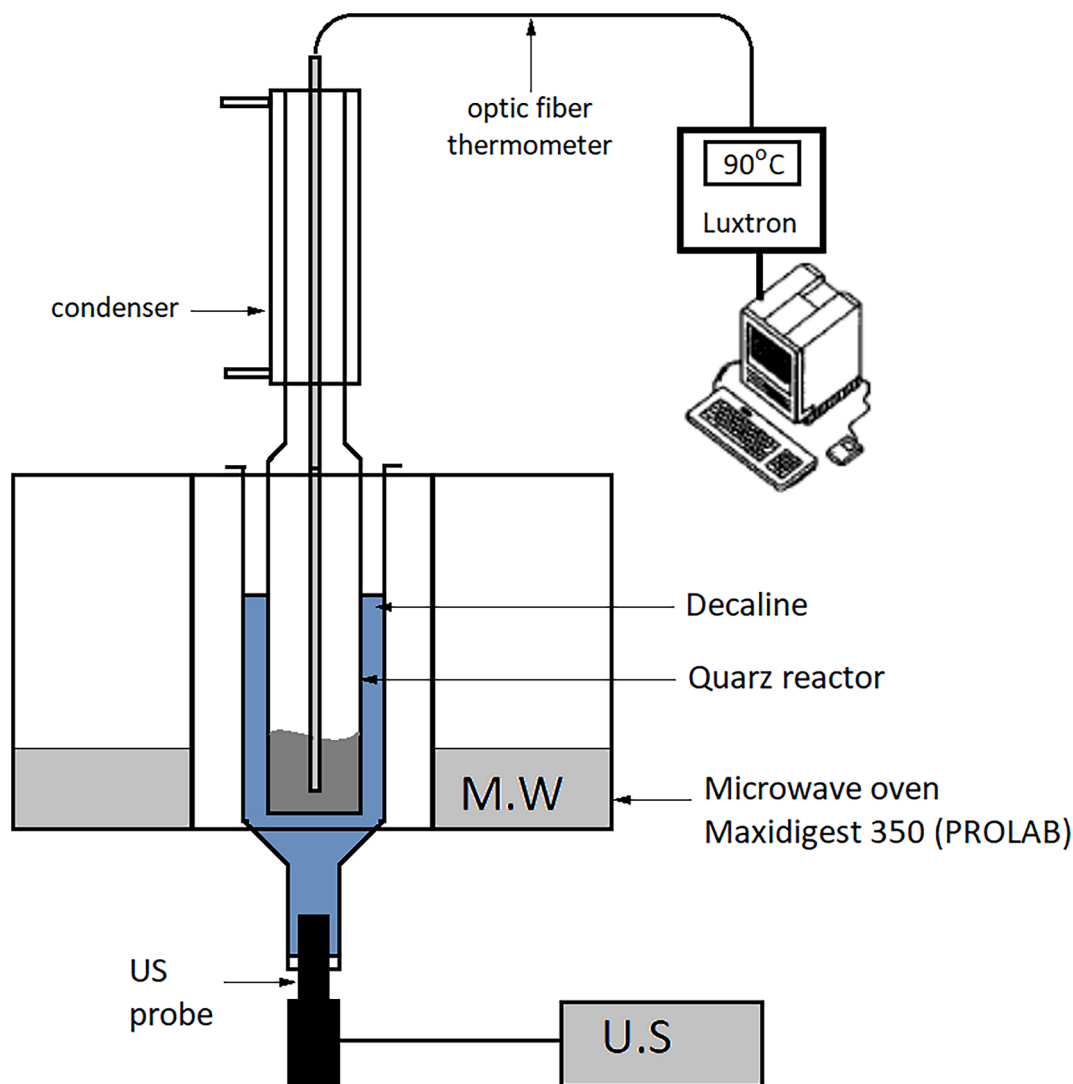 optic fiber
thermometer
90°C
Luxtron
condenser
Decaline
Quarz reactor
M.W
Microwave oven
Maxidigest 350 (PROLAB)
US
probe
U.S